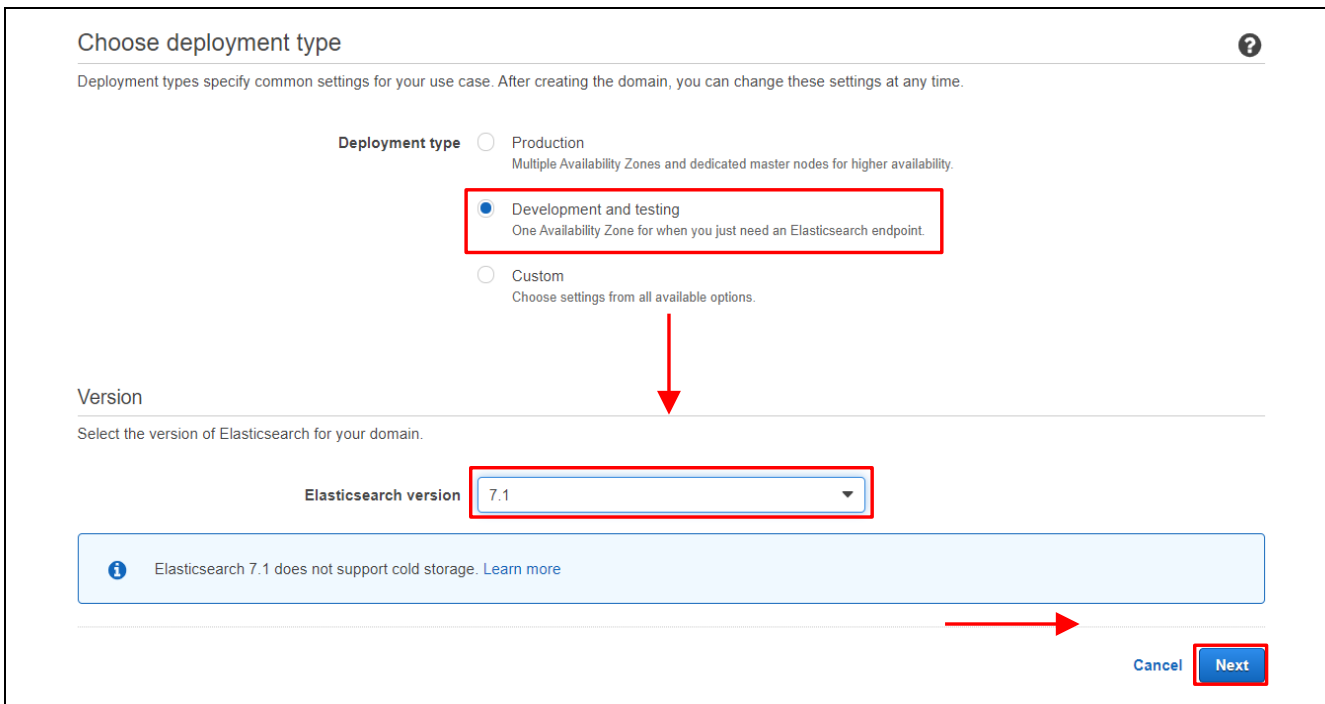 Choose deployment type
?
Deployment types specify common settings for your use case. After creating the domain, you can change these settings at any time.
Deployment type
Production
Multiple Availability Zones and dedicated master nodes for higher availability.
Development and testing
One Availability Zone for when you just need an Elasticsearch endpoint.
Custom
Choose settings from all available options.
Version
Select the version of Elasticsearch for your domain.
Elasticsearch version 7.1
Elasticsearch 7.1 does not support cold storage. Learn more
Cancel Next